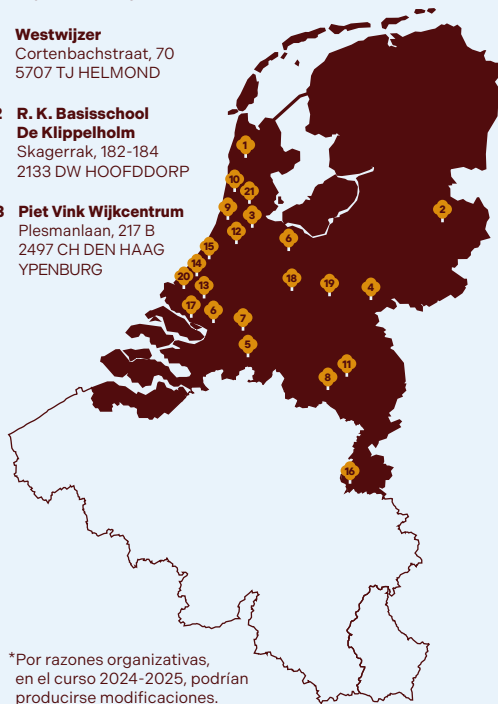 Westwijzer
Cortenbachstraat, 70
5707 TJ HELMOND
2 R. K. Basisschool
De Klippelholm
Skagerrak, 182-184
2133 DW HOOFDDORP
3 Piet Vink Wijkcentrum
Plesmanlaan, 217 B
2497 CH DEN HAAG
YPENBURG
1
10
21
9
3
12
2
6
15
14
20
13
18
19
4
17
6
7
5
11
8
16
*Por razones organizativas,
en el curso 2024-2025, podrían
producirse modificaciones.